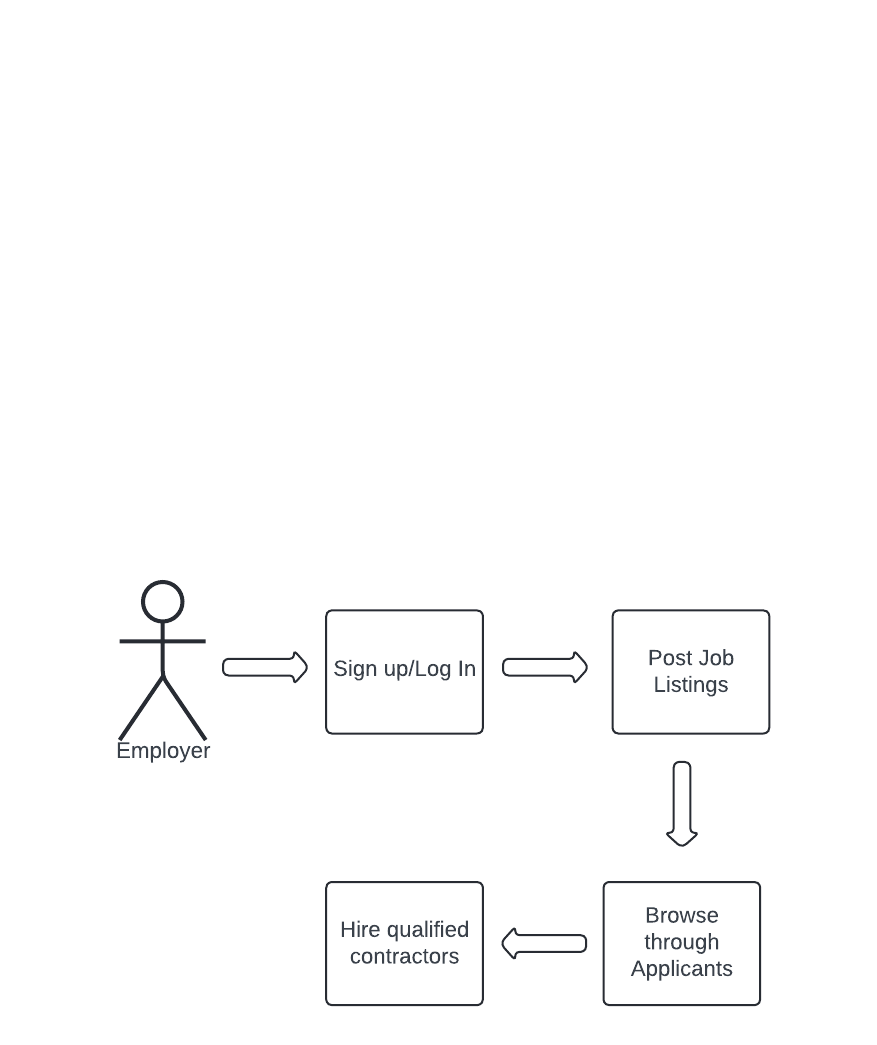 Employer
Sign up/Log In
Post Job
Listings
Browse
through
Applicants
Hire qualified
contractors